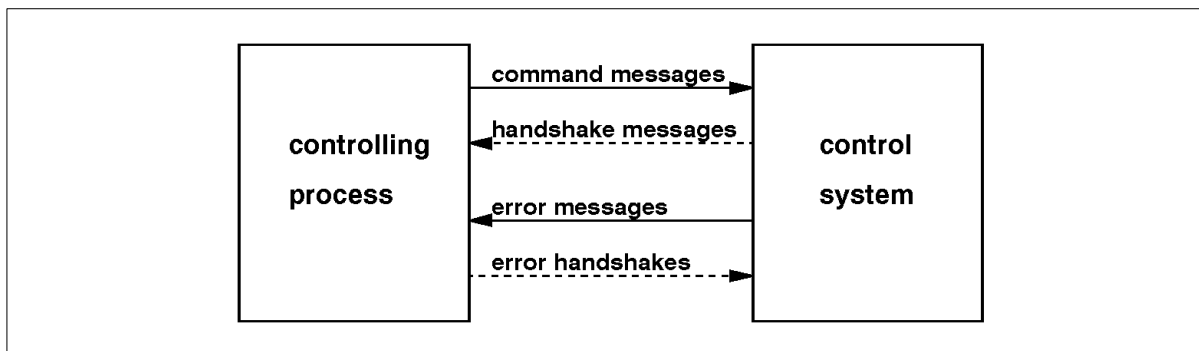 controlling
process
command messages
handshake messages
error messages
error handshakes
control
system